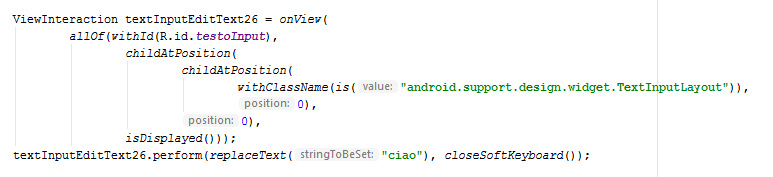 ViewInteraction textInputEditText26 = onView(
allOf(withId(R.id.testoInput),
childAtPosition(
childAtPosition(
withClassName(is( value: "android.support.design.widget.TextInputLayout")),
position: 0),
position: 0),
isDisplayed()));
textInputEditText26.perform(replaceText( stringToBeSet: "ciao"), closeSoftKeyboard());